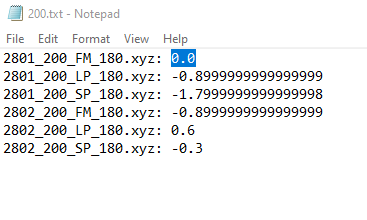 200.txt - Notepad
File Edit Format View Help
2801_200_FM_180.xyz: 0.0
2801_200_LP_180.xyz: -0.8999999999999999
2801_200_SP_180.xyz: -1.7999999999999998
2802_200_FM_180.xyz: -0.8999999999999999
2802_200_LP_180.xyz: 0.6
2802_200_SP_180.xyz: -0.3